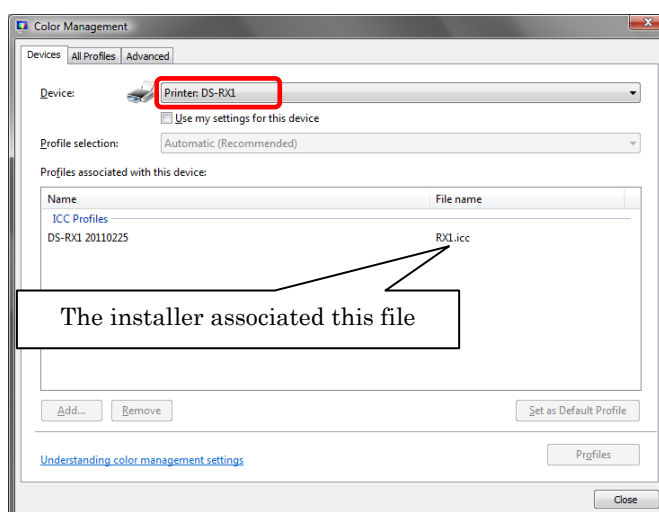 Color Management
Devices All Profiles Advanced
Device: Printer: DS-RX1
Use my settings for this device
Profile selection: Automatic (Recommended)
Profiles associated with this device:
Name File name
ICC Profiles
DS-RX1 20110225 RX1.icc
The installer associated this file
Add... Remove Set as Default Profile
Understanding color management settings Profiles
Close